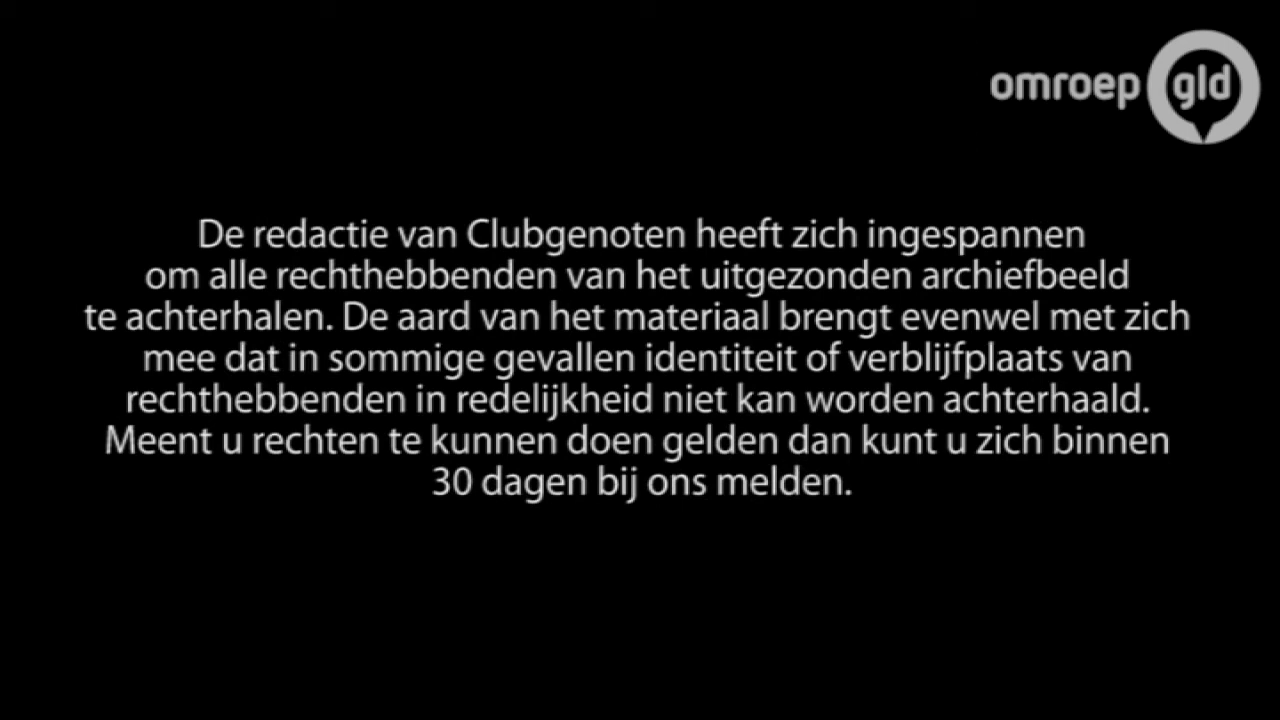 omroep gld
De redactie van Clubgenoten heeft zich ingespannen
om alle rechthebbenden van het uitgezonden archiefbeeld
te achterhalen. De aard van het materiaal brengt evenwel met zich
mee dat in sommige gevallen identiteit of verblijfplaats van
rechthebbenden in redelijkheid niet kan worden achterhaald.
Meent u rechten te kunnen doen gelden dan kunt u zich binnen
30 dagen bij ons melden.